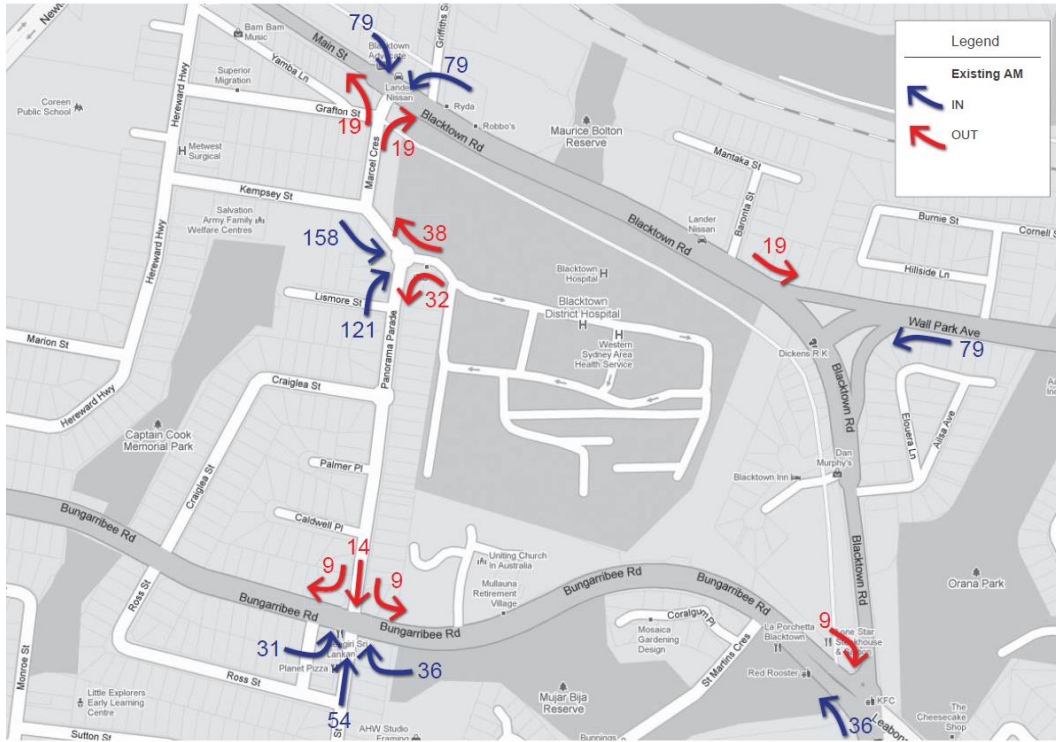 Legend
Existing AM
IN
OUT
79
79
19
19
158
38
32
121
19
79
14
9
9
31
36
54
9
36
Main St
Bam Bam
Music
Yamba Ln
Superior
Migration
Grafton St
Griffiths St
Blacktown
Lander
Nissan
Ryda
Robbo's
Blacktown Rd
Maurice Bolton
Reserve
Coreen
Public School
Hereward Hwy
Metwest
Surgical
Marcel Cres
Kempsey St
Salvation
Army Family
Welfare Centres
Hereward Hwy
Mantaka St
Baronta St
Lander
Nissan
Blacktown Rd
Burnie St
Cornell S
Hillside Ln
Wall Park Ave
Blacktown
Hospital
Blacktown
District Hospital
Western
Sydney Area
Health Service
Lismore St
Panorama Parade
Marion St
Hereward Hwy
Craiglea St
Captain Cook
Memorial Park
Craiglea St
Palmer Pl
Caldwell Pl
Dickens R.K
Blacktown Rd
Elouera Ln
Ailsa Ave
Dan
Murphy's
Blacktown Inn
Blacktown Rd
Orana Park
Bungarribee Rd
Bungarribee Rd
Bungarribee Rd
Bungarribee Rd
Bungarribee Rd
Ross St
Ross St
Uniting Church
In Australia
Mullauna
Retirement
Village
Planet Pizza
Lankan
Monroe St
Little Explorers
Early Learning
Centre
Sutton St
AHW Studio
Framing
Mujar Bija
Reserve
Mosaica
Gardening
Design
Coralgum Pl
St Martins Cres
La Porchetta
Blacktown
Red Rooster
KFC
The
Cheesecake
Shop
Bunnings
Leabons